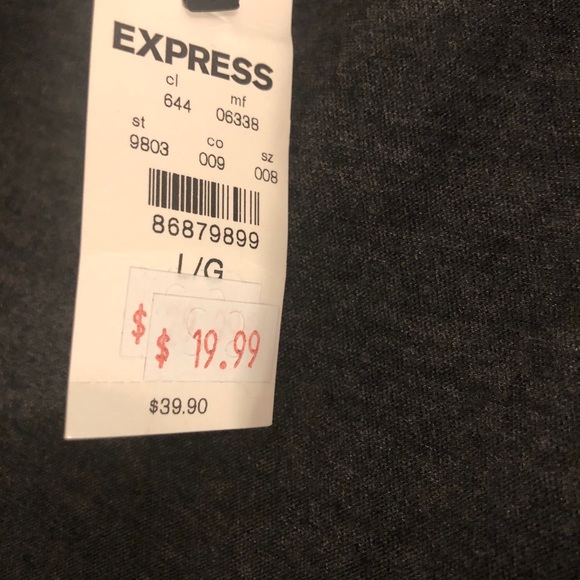 EXPRESS
cl mf
644 06338
st co sz
9803 009 008
86879899
L/G
$
$ 19.99
$39.90